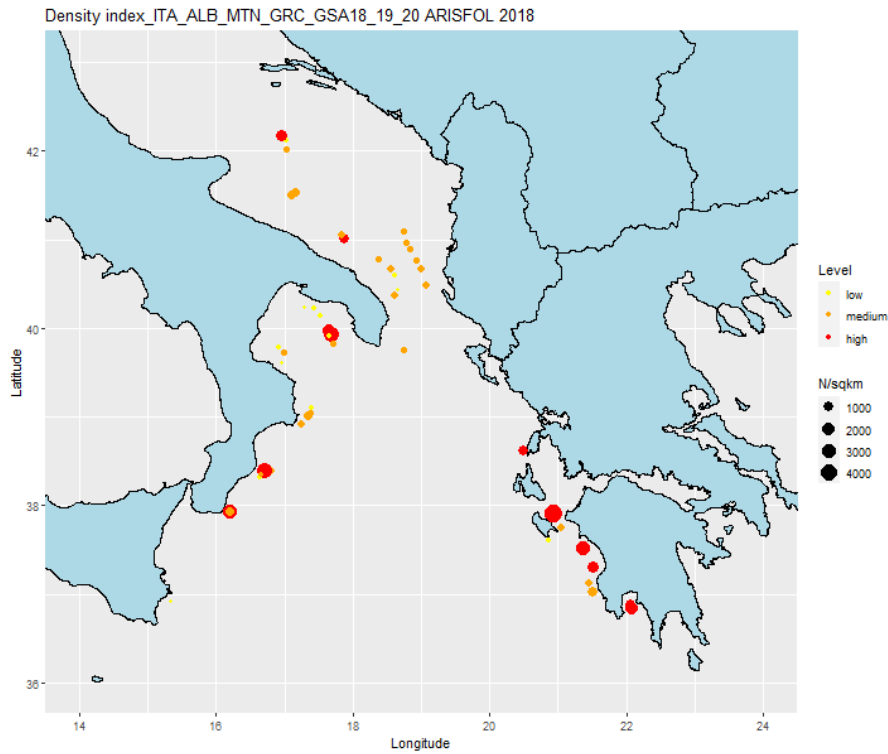 Density index_ITA_ALB_MTN_GRC_GSA18_19_20 ARISFOL 2018
42
40
38
36
Latitude
14
16
18
20
22
24
Longitude
Level
low
medium
high
N/sqkm
1000
2000
3000
4000